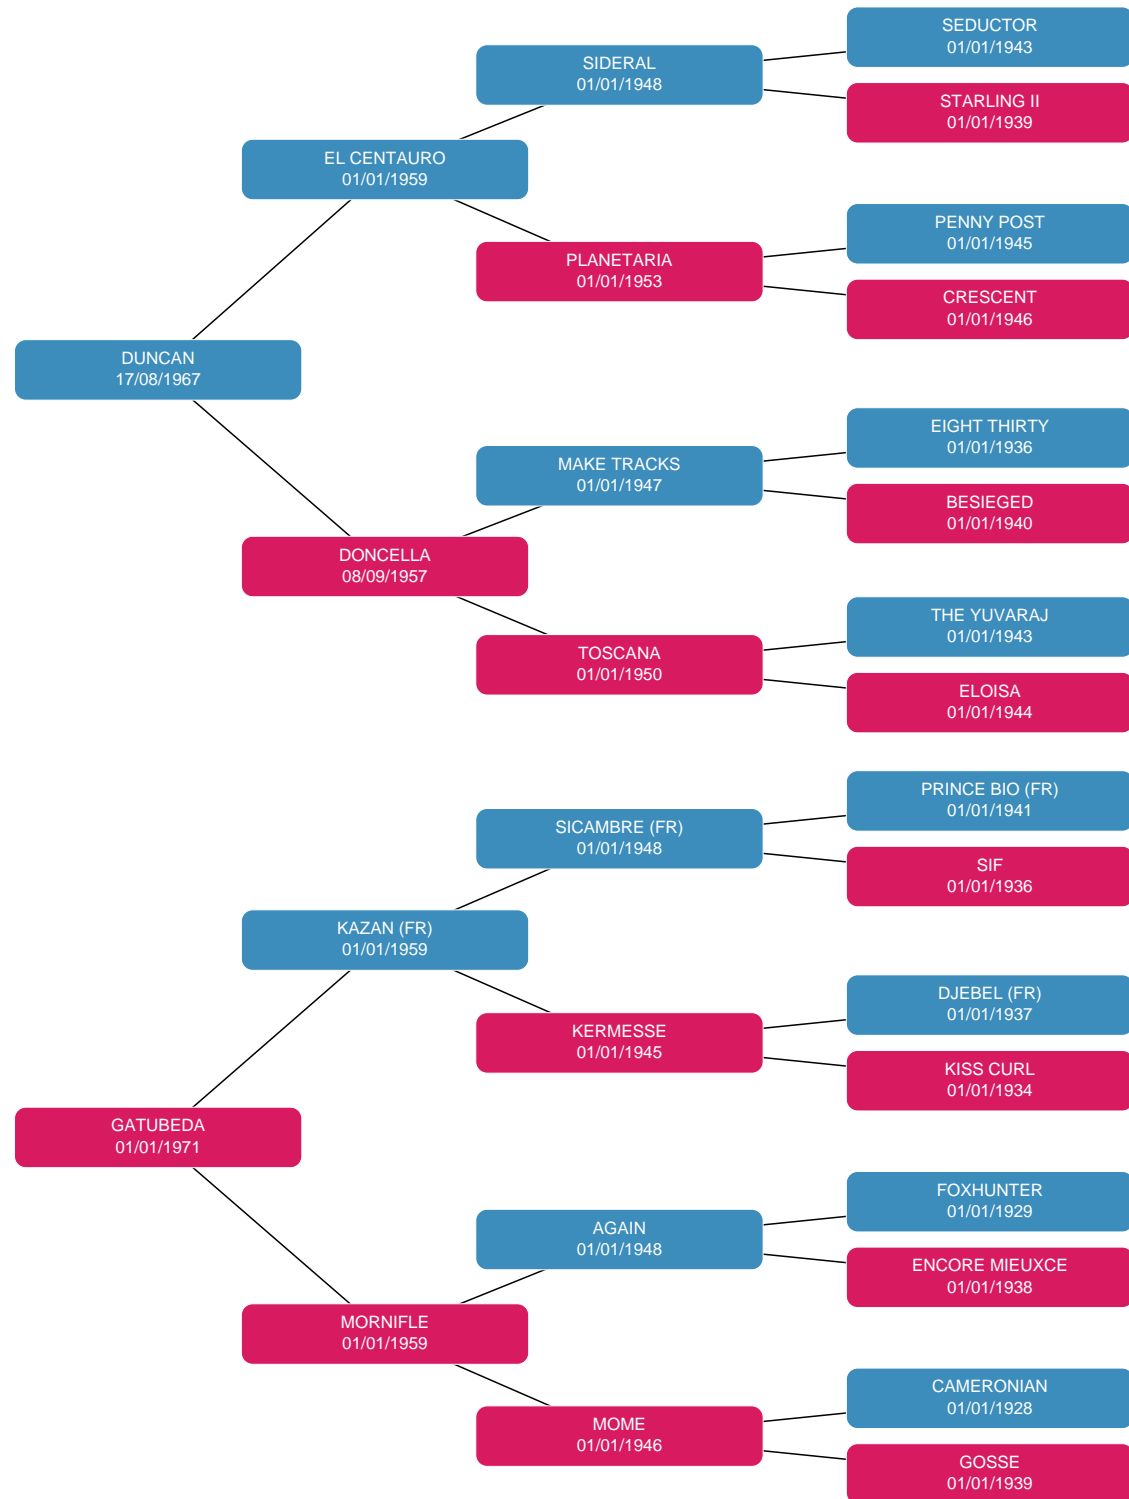 SEDUCTOR
01/01/1943
SIDERAL
01/01/1948
STARLING II
01/01/1939
EL CENTAURO
01/01/1959
PENNY POST
01/01/1945
PLANETARIA
01/01/1953
CRESCENT
01/01/1946
DUNCAN
17/08/1967
EIGHT THIRTY
01/01/1936
MAKE TRACKS
01/01/1947
BESIEGED
01/01/1940
DONCELLA
08/09/1957
THE YUVARAJ
01/01/1943
TOSCANA
01/01/1950
ELOISA
01/01/1944
PRINCE BIO (FR)
01/01/1941
SICAMBRE (FR)
01/01/1948
SIF
01/01/1936
KAZAN (FR)
01/01/1959
DJEBEL (FR)
01/01/1937
KERMESSE
01/01/1945
KISS CURL
01/01/1934
GATUBEDA
01/01/1971
FOXHUNTER
01/01/1929
AGAIN
01/01/1948
ENCORE MIEUXCE
01/01/1938
MORNIFLE
01/01/1959
CAMERONIAN
01/01/1928
MOME
01/01/1946
GOSSE
01/01/1939